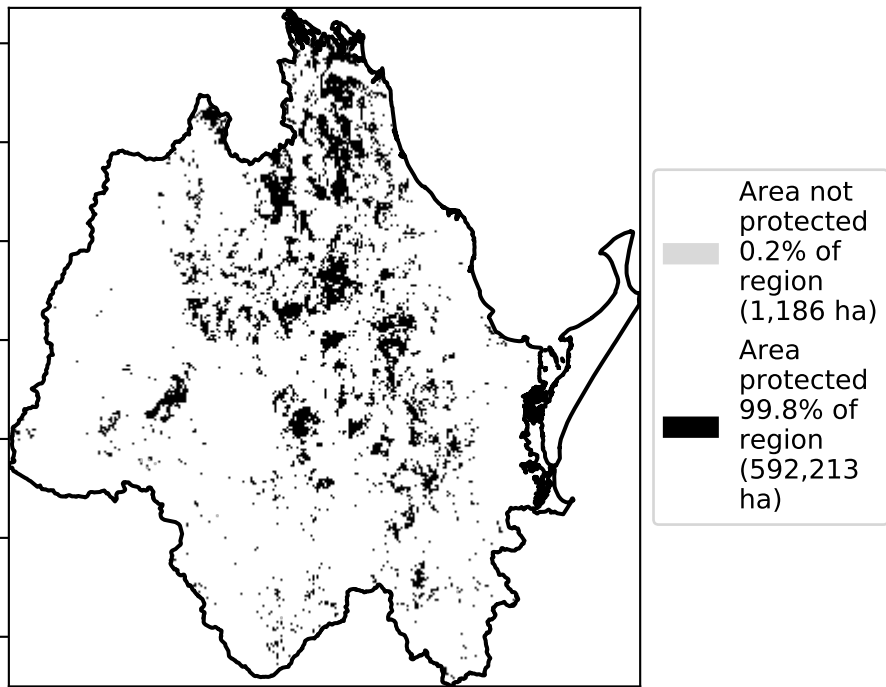 Area not
protected
0.2% of
region
(1,186 ha)
Area
protected
99.8% of
region
(592,213
ha)